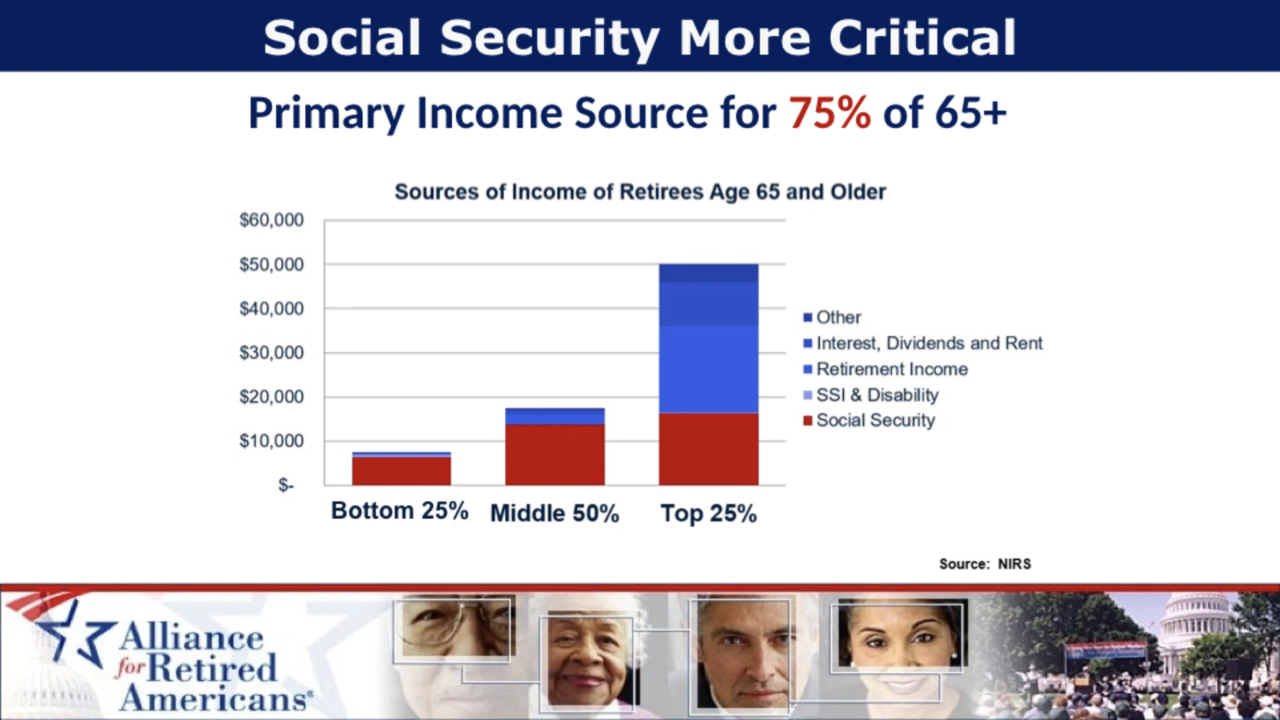 Social Security More Critical
Primary Income Source for 75% of 65+
Sources of Income of Retirees Age 65 and Older
$60,000
$50,000
$40,000
$30,000
$20,000
$10,000
$-
Bottom 25%
Middle 50%
Top 25%
Other
Interest, Dividends and Rent
Retirement Income
SSI & Disability
Social Security
Source: NIRS
Alliance
for Retired
Americans®